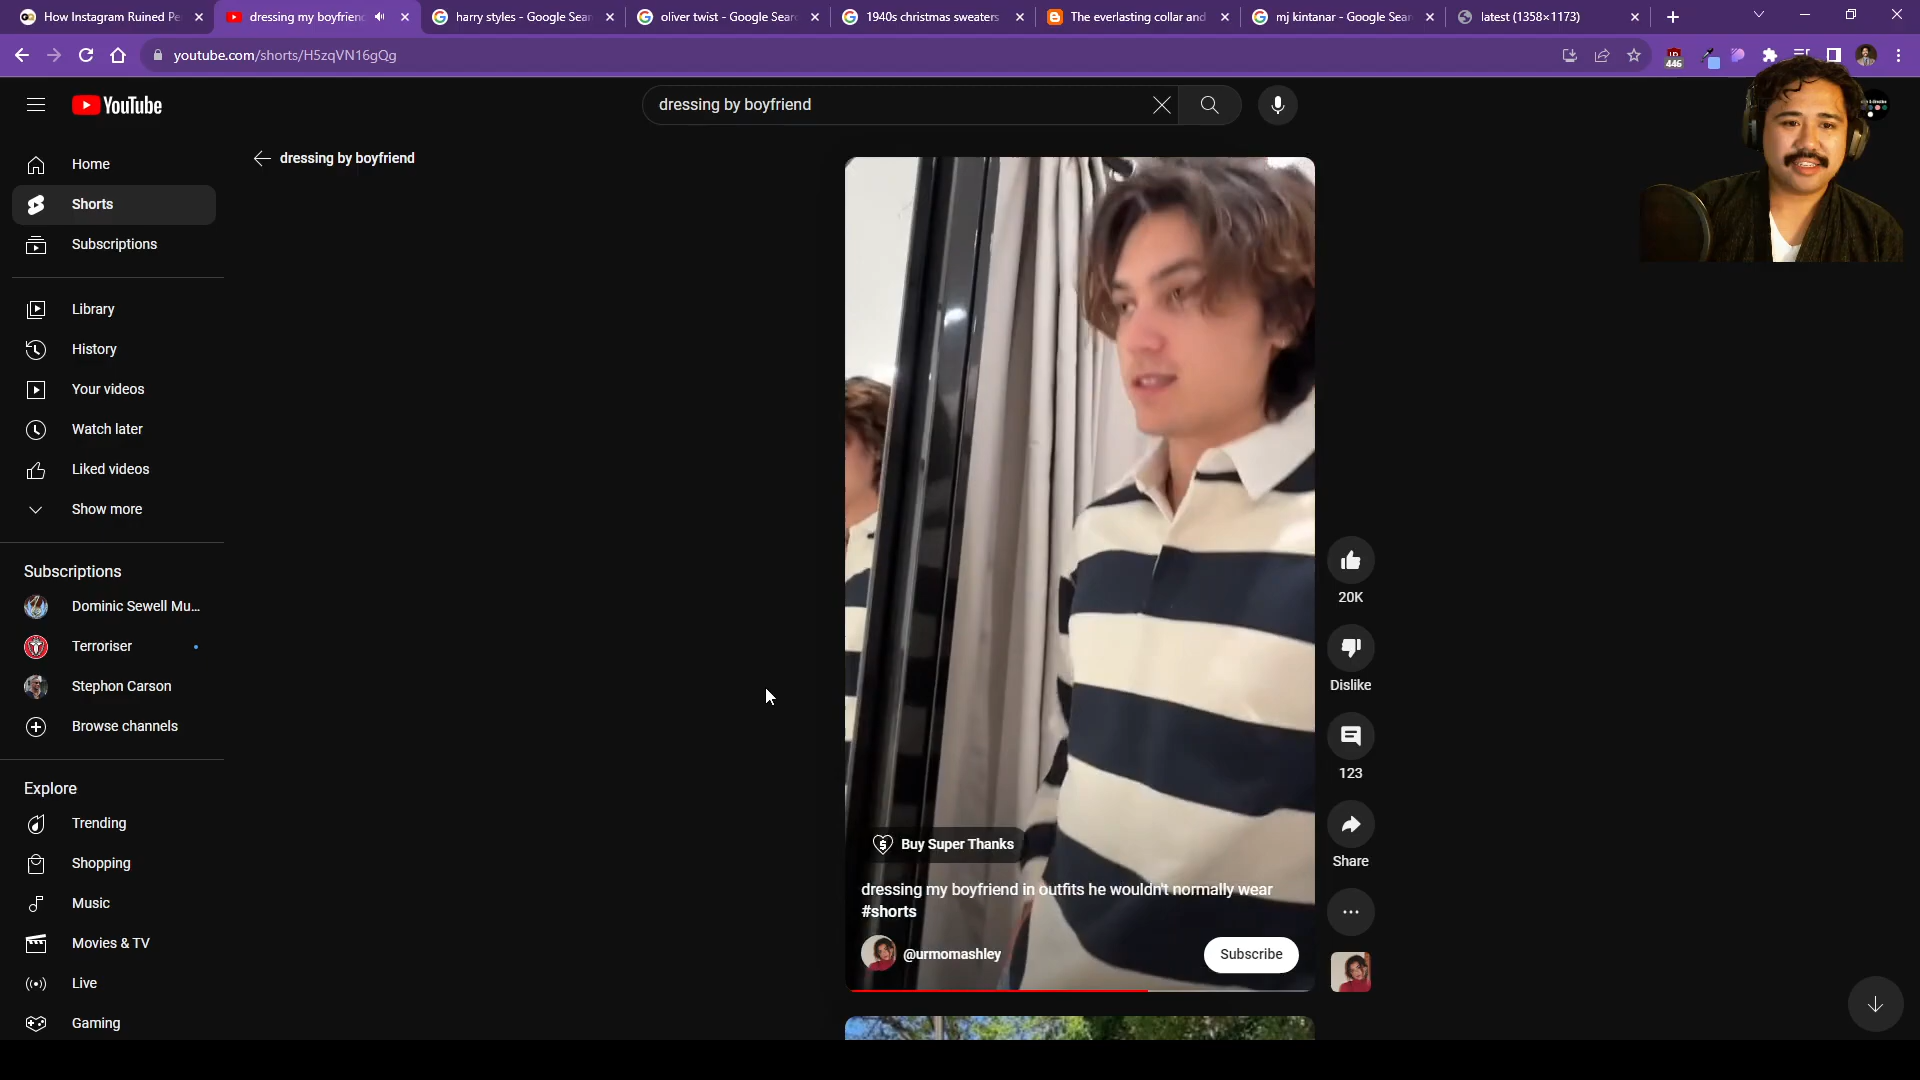 How Instagram Ruined Pe
dressing my boyfrien
harry styles - Google Sear
oliver twist - Google Searc
1940s christmas sweaters
The everlasting collar and
mj kintanar - Google Sear
latest (1358×1173)
youtube.com/shorts/H5zqVN16gQg
446
YouTube
dressing by boyfriend
Home
dressing by boyfriend
Shorts
Subscriptions
Library
History
Your videos
Watch later
Liked videos
Show more
Subscriptions
Dominic Sewell Mu...
Terroriser
Stephon Carson
Browse channels
Explore
Trending
Shopping
Music
Movies & TV
Live
Gaming
Buy Super Thanks
dressing my boyfriend in outfits he wouldn't normally wear
#shorts
@urmomashley
Subscribe
20K
Dislike
123
Share